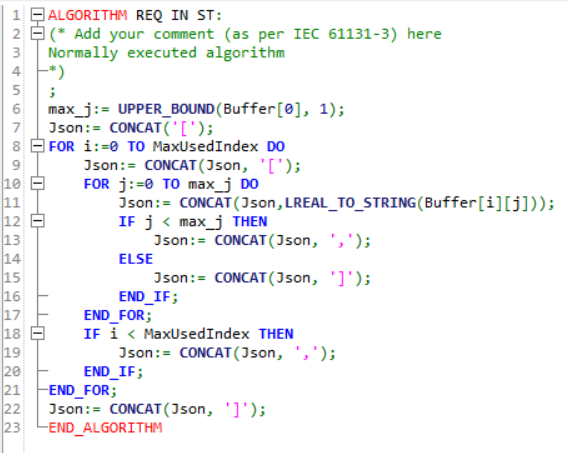 1 ALGORITHM REQ IN ST:
2 (* Add your comment (as per IEC 61131-3) here
3 Normally executed algorithm
4 *)
5 ;
6 max_j:= UPPER_BOUND(Buffer[0], 1);
7 Json:= CONCAT('[');
8 FOR i:=0 TO MaxUsedIndex DO
9 Json:= CONCAT(Json, '[');
10 FOR j:=0 TO max_j DO
11 Json:= CONCAT(Json,LREAL_TO_STRING(Buffer[i][j]));
12 IF j < max_j THEN
13 Json:= CONCAT(Json, ',');
14 ELSE
15 Json:= CONCAT(Json, ']');
16 END_IF;
17 END_FOR;
18 IF i < MaxUsedIndex THEN
19 Json:= CONCAT(Json, ',');
20 END_IF;
21 END_FOR;
22 Json:= CONCAT(Json, ']');
23 END_ALGORITHM